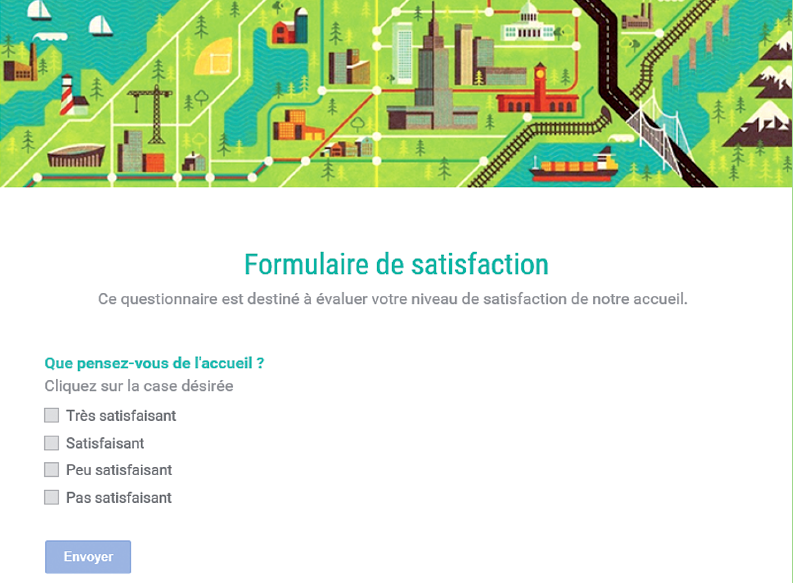 Formulaire de satisfaction
Ce questionnaire est destiné à évaluer votre niveau de satisfaction de notre accueil.
Que pensez-vous de l'accueil ?
Cliquez sur la case désirée
Très satisfaisant
Satisfaisant
Peu satisfaisant
Pas satisfaisant
Envoyer